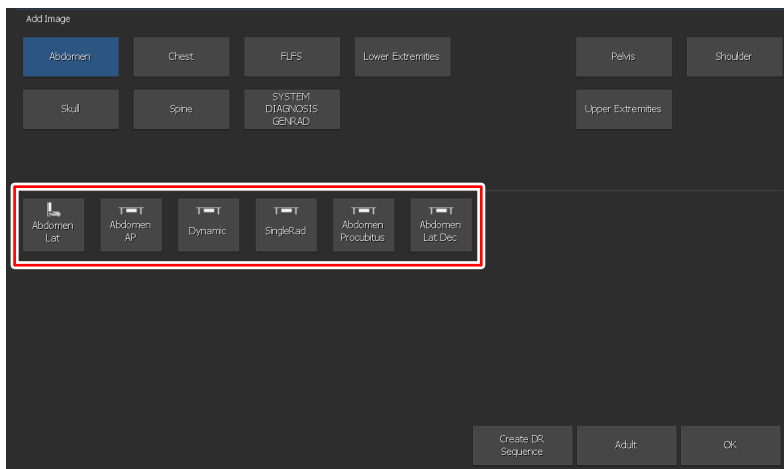 Add Image
Abdomen
Chest
FLFS
Lower Extremities
Pelvis
Shoulder
Skull
Spine
SYSTEM
DIAGNOSIS
GENRAD
Upper Extremities
Abdomen
Lat
Abdomen
AP
Dynamic
SingleRad
Abdomen
Procubitus
Abdomen
Lat Dec
Create DR
Sequence
Adult
OK